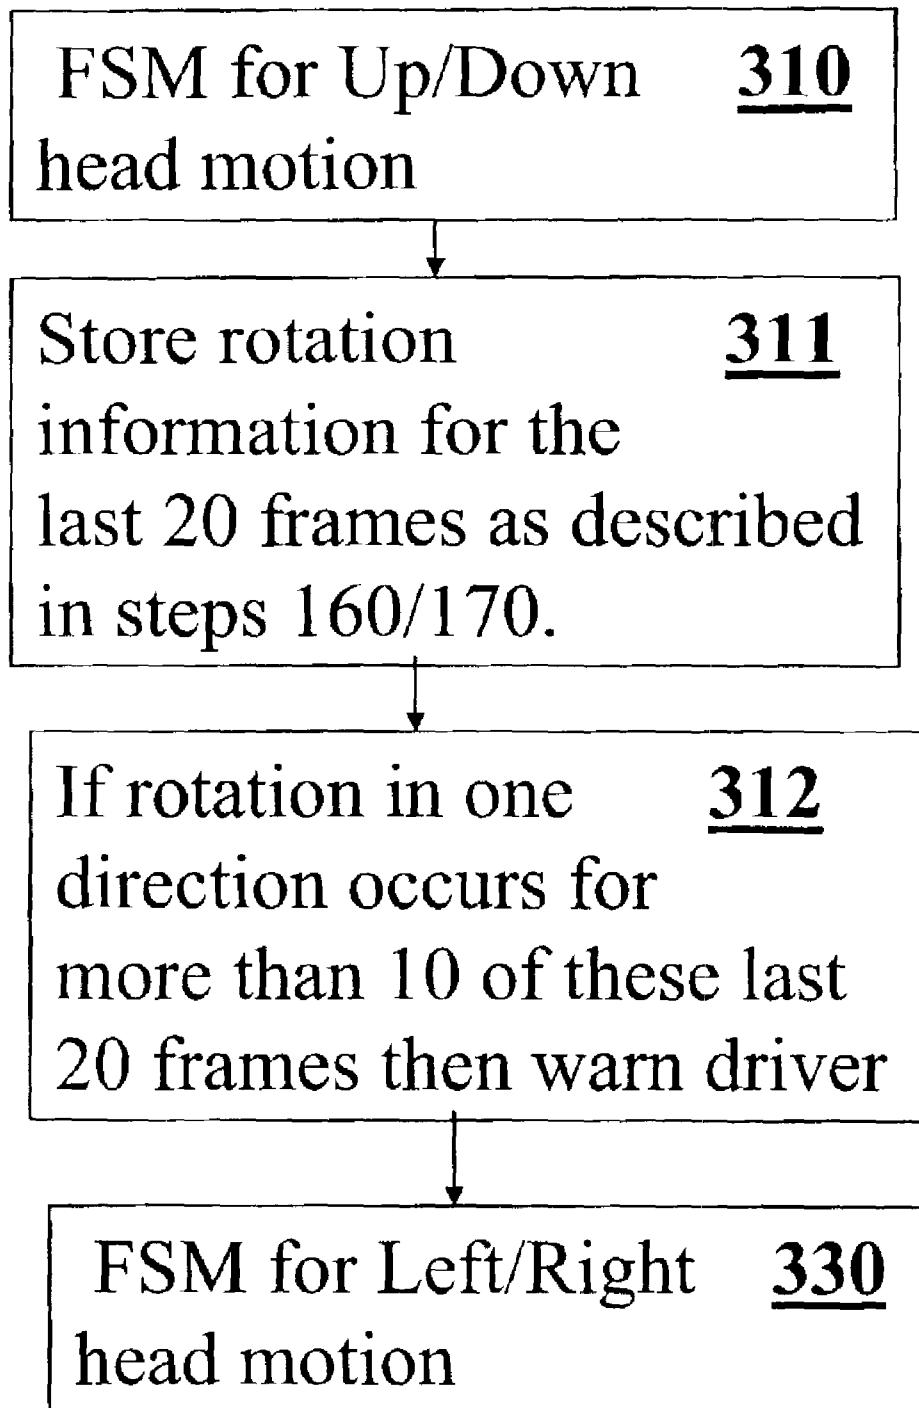 FSM for Up/Down 310
head motion
Store rotation 311
information for the
last 20 frames as described
in steps 160/170.
If rotation in one 312
direction occurs for
more than 10 of these last
20 frames then warn driver
FSM for Left/Right 330
head motion